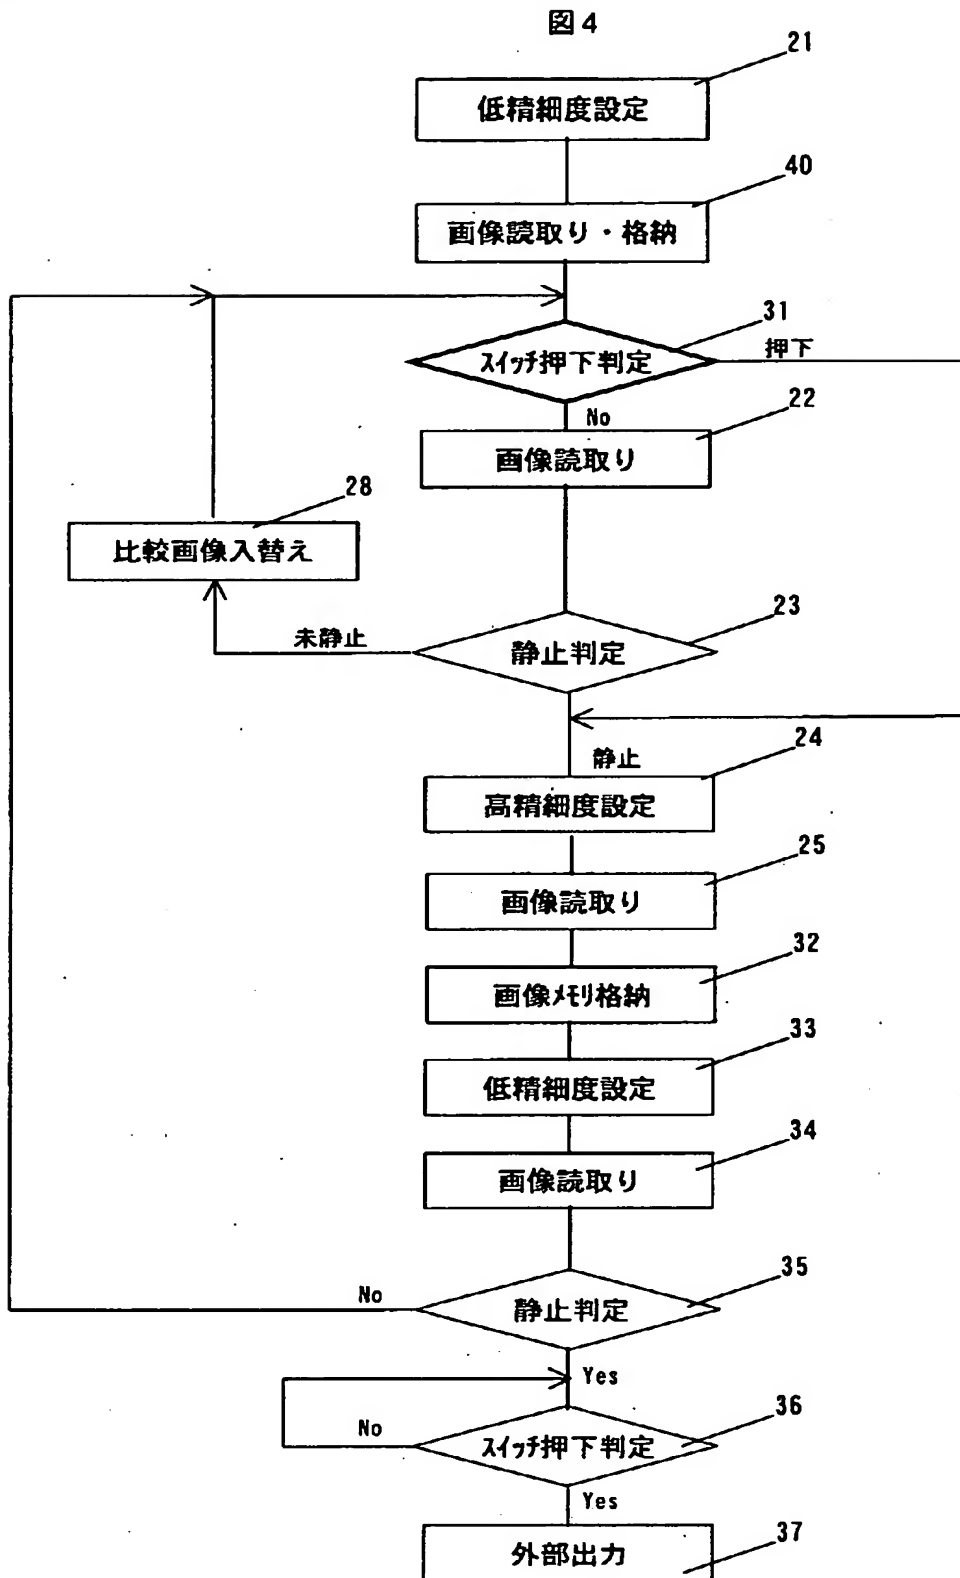 図4
21
低精細度設定
40
画像読取り・格納
31
スイッチ押下判定
押下
No
22
画像読取り
28
比較画像入替え
23
未静止
静止判定
24
静止
高精細度設定
25
画像読取り
32
画像メモリ格納
33
低精細度設定
34
画像読取り
35
No
静止判定
Yes
36
No
スイッチ押下判定
Yes
37
外部出力